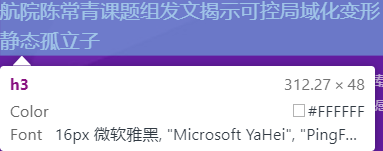 航院陈常青课题组发文揭示可控局域化变形
静态孤立子
h3 312.27 × 48
Color #FFFFFF
Font 16px 微软雅黑, "Microsoft YaHei", "PingF...